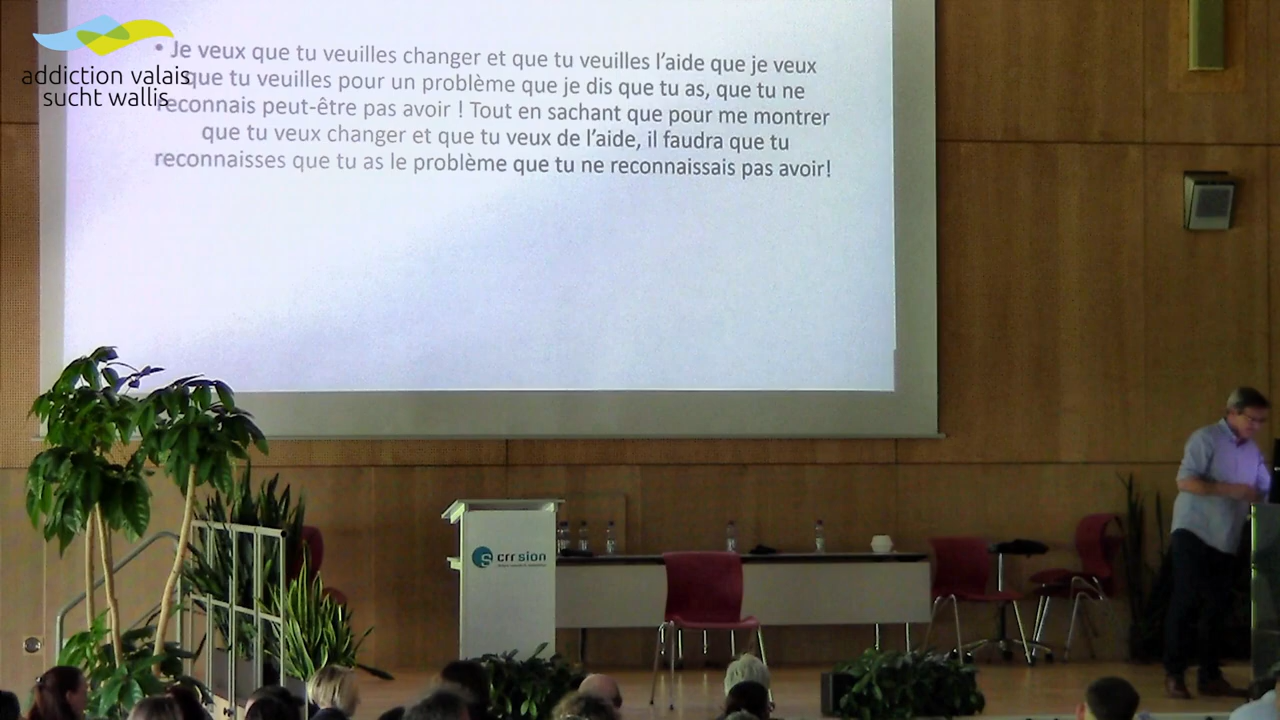 • Je veux que tu veuilles changer et que tu veuilles l'aide que je veux
que tu veuilles pour un problème que je dis que tu as, que tu ne
reconnais peut-être pas avoir ! Tout en sachant que pour me montrer
que tu veux changer et que tu veux de l'aide, il faudra que tu
reconnaisses que tu as le problème que tu ne reconnaissais pas avoir!
addiction valais
sucht wallis
crr sion